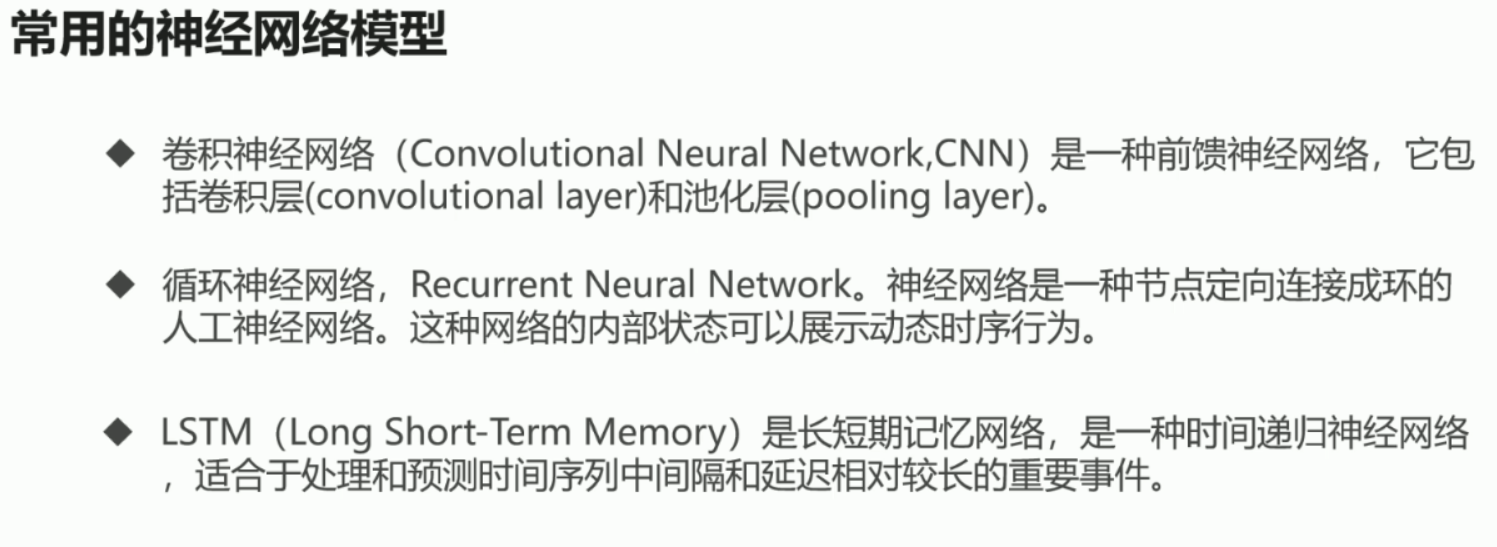 常用的神经网络模型
◆ 卷积神经网络（Convolutional Neural Network,CNN）是一种前馈神经网络，它包
括卷积层(convolutional layer)和池化层(pooling layer)。
◆ 循环神经网络，Recurrent Neural Network。神经网络是一种节点定向连接成环的
人工神经网络。这种网络的内部状态可以展示动态时序行为。
◆ LSTM（Long Short-Term Memory）是长短期记忆网络，是一种时间递归神经网络
，适合于处理和预测时间序列中间隔和延迟相对较长的重要事件。